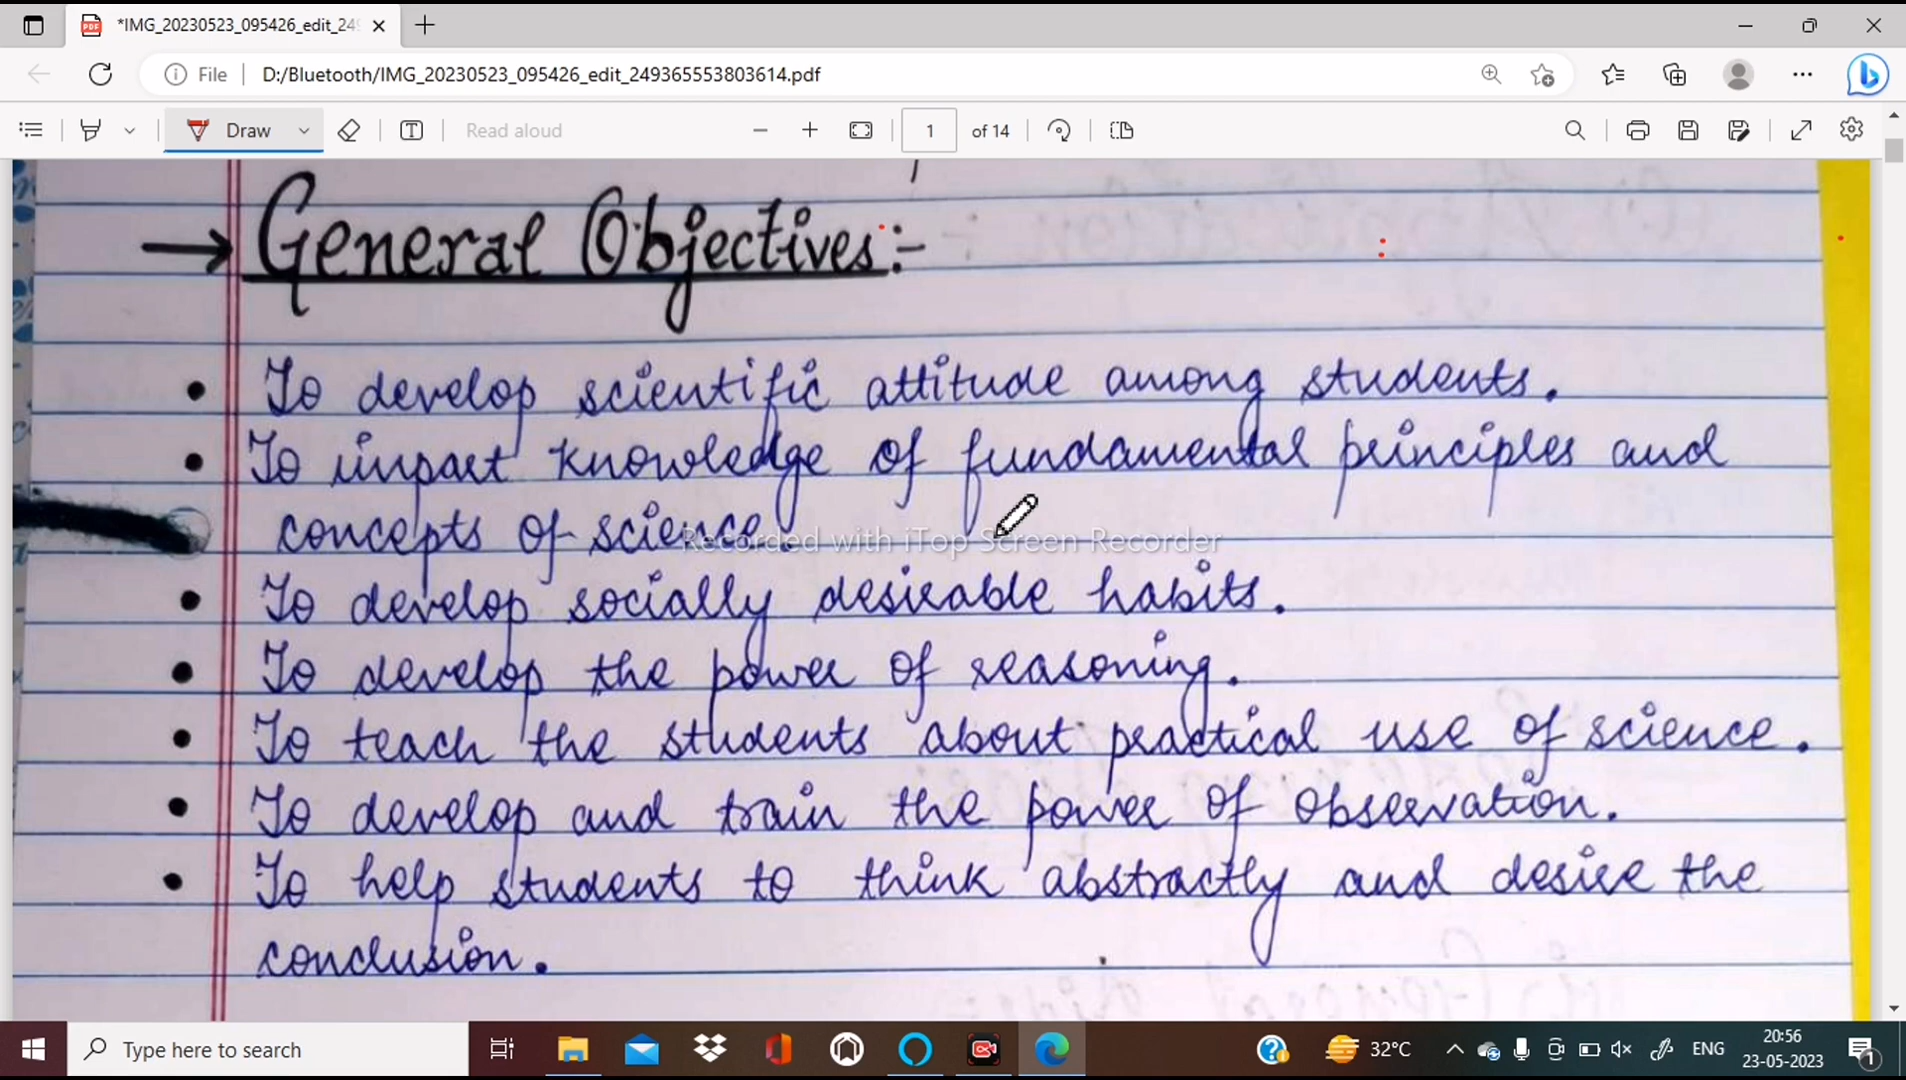 *IMG_20230523_095426_edit_249
File D:/Bluetooth/IMG_20230523_095426_edit_249365553803614.pdf
Draw Read aloud 1 of 14
→ General Objectives:-
• To develop scientific attitude among students.
• To impart knowledge of fundamental principles and
concepts of science.
Recorded with iTop Screen Recorder
• To develop socially desirable habits.
• To develop the power of reasoning.
• To teach the students about practical use of science.
• To develop and train the power of observation.
• To help students to think abstractly and desire the
conclusion.
Type here to search 32°C ENG 20:56
23-05-2023